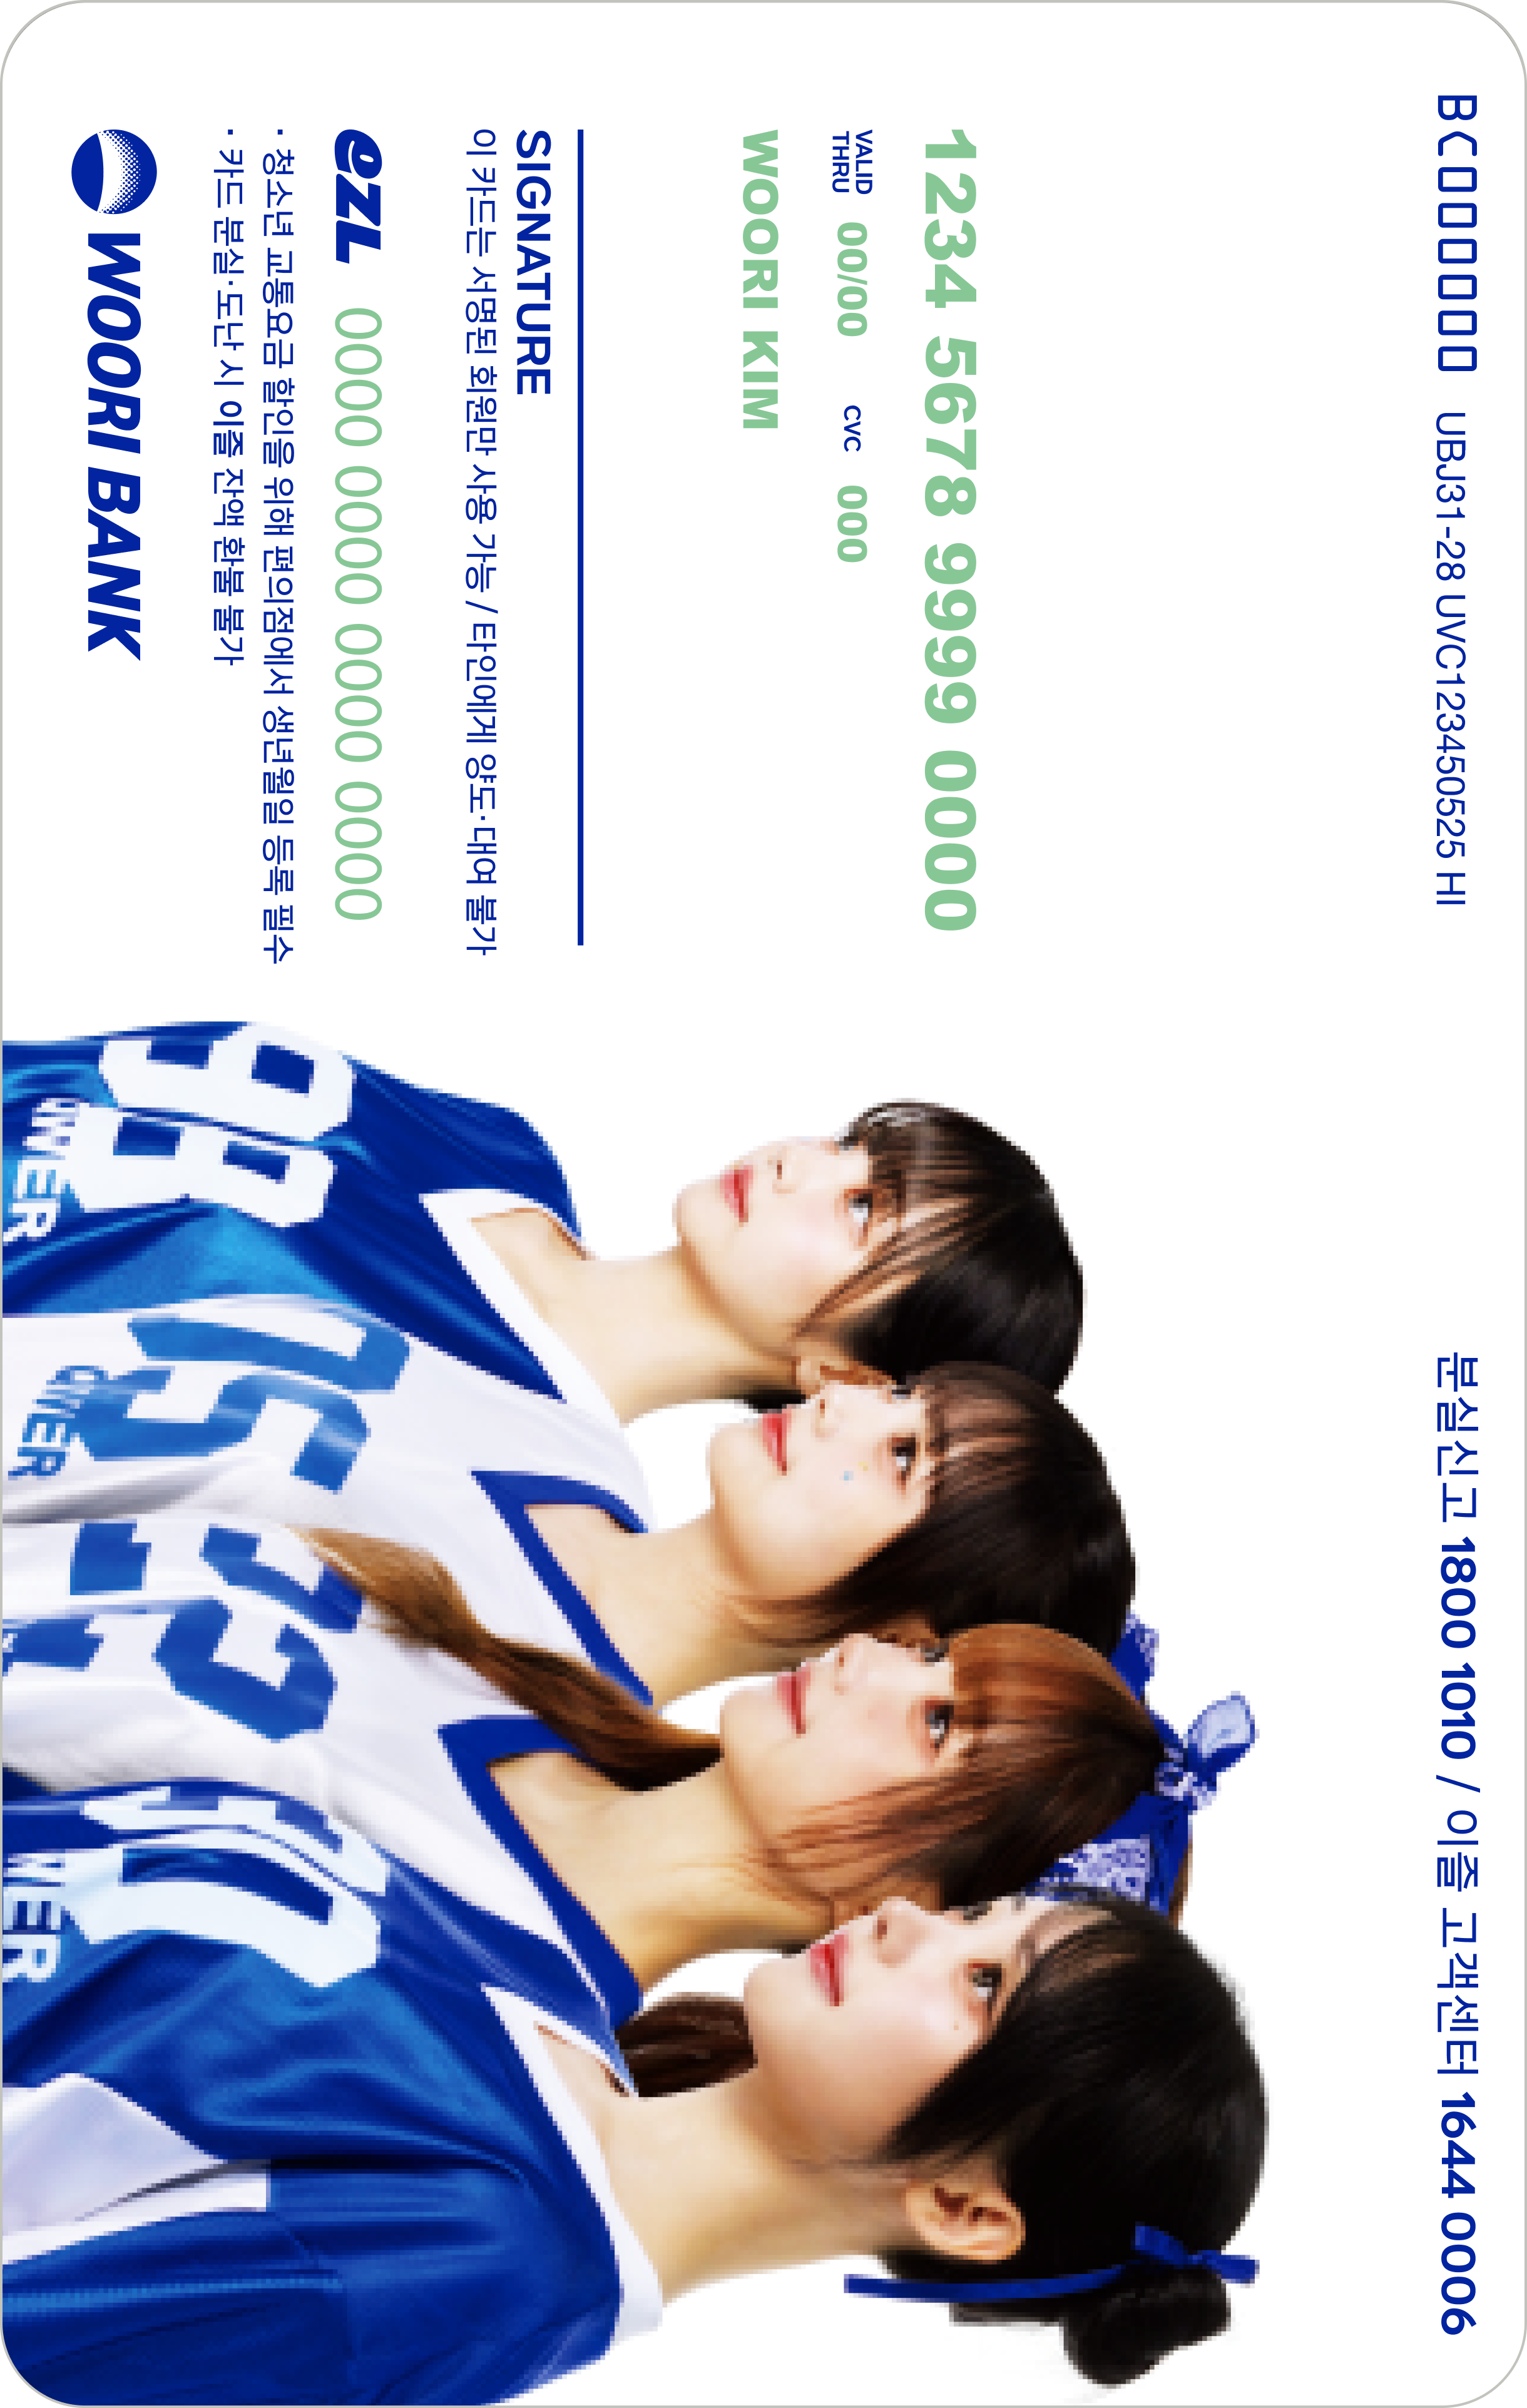 BC0000000 UBJ31-28 UVC123450525 HI
분실신고 1800 1010 / 이즐 고객센터 1644 0006
1234 5678 9999 0000
VALID THRU 00/00 CVC 000
WOORI KIM
SIGNATURE
이 카드는 서명된 회원만 사용 가능 / 타인에게 양도·대여 불가
ezL 0000 0000 0000 0000
· 청소년 교통요금 할인을 위해 편의점에서 생년월일 등록 필수
· 카드 분실·도난 시 이즐 잔액 환불 불가
WOORI BANK
98
QWER
QWER